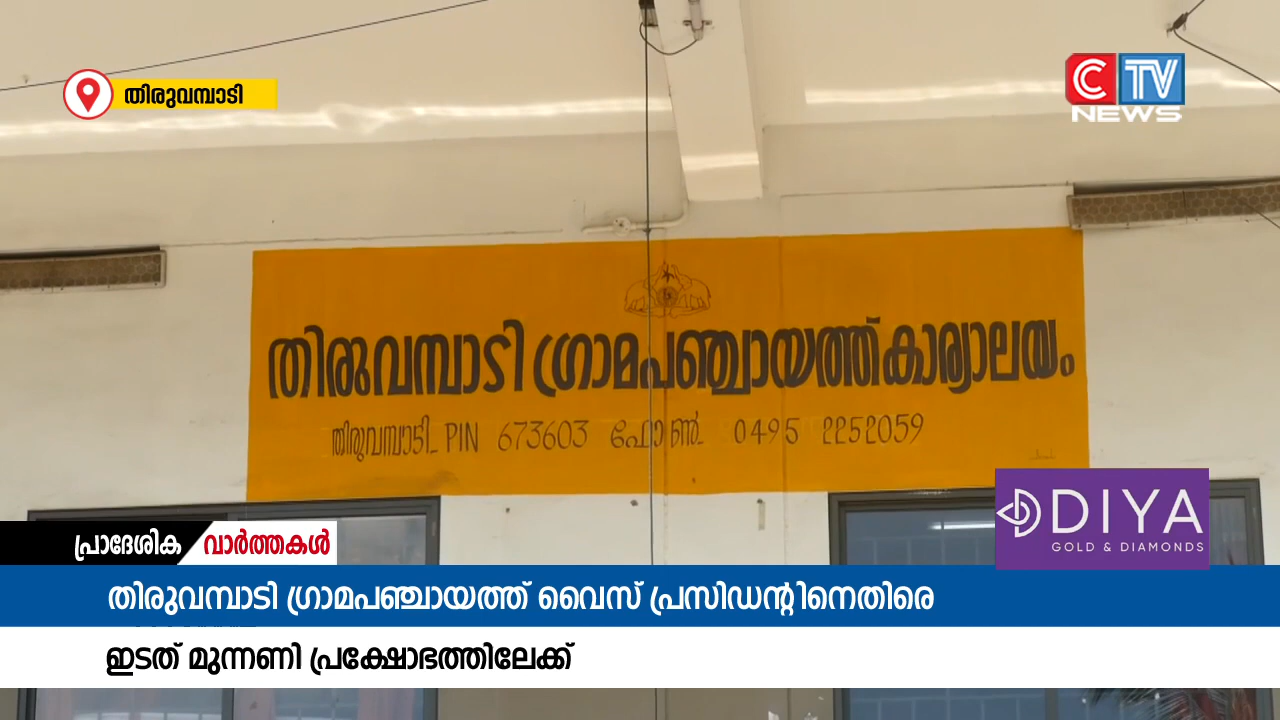 തിരുവമ്പാടി
CTV
NEWS
തിരുവമ്പാടി ഗ്രാമപഞ്ചായത്ത് കാര്യാലയം
തിരുവമ്പാടി_ PIN 673603 ഫോൺ_ 0495 2252059
DIYA
GOLD & DIAMONDS
പ്രാദേശിക വാർത്തകൾ
തിരുവമ്പാടി ഗ്രാമപഞ്ചായത്ത് വൈസ് പ്രസിഡന്റിനെതിരെ
ഇടത് മുന്നണി പ്രക്ഷോഭത്തിലേക്ക്